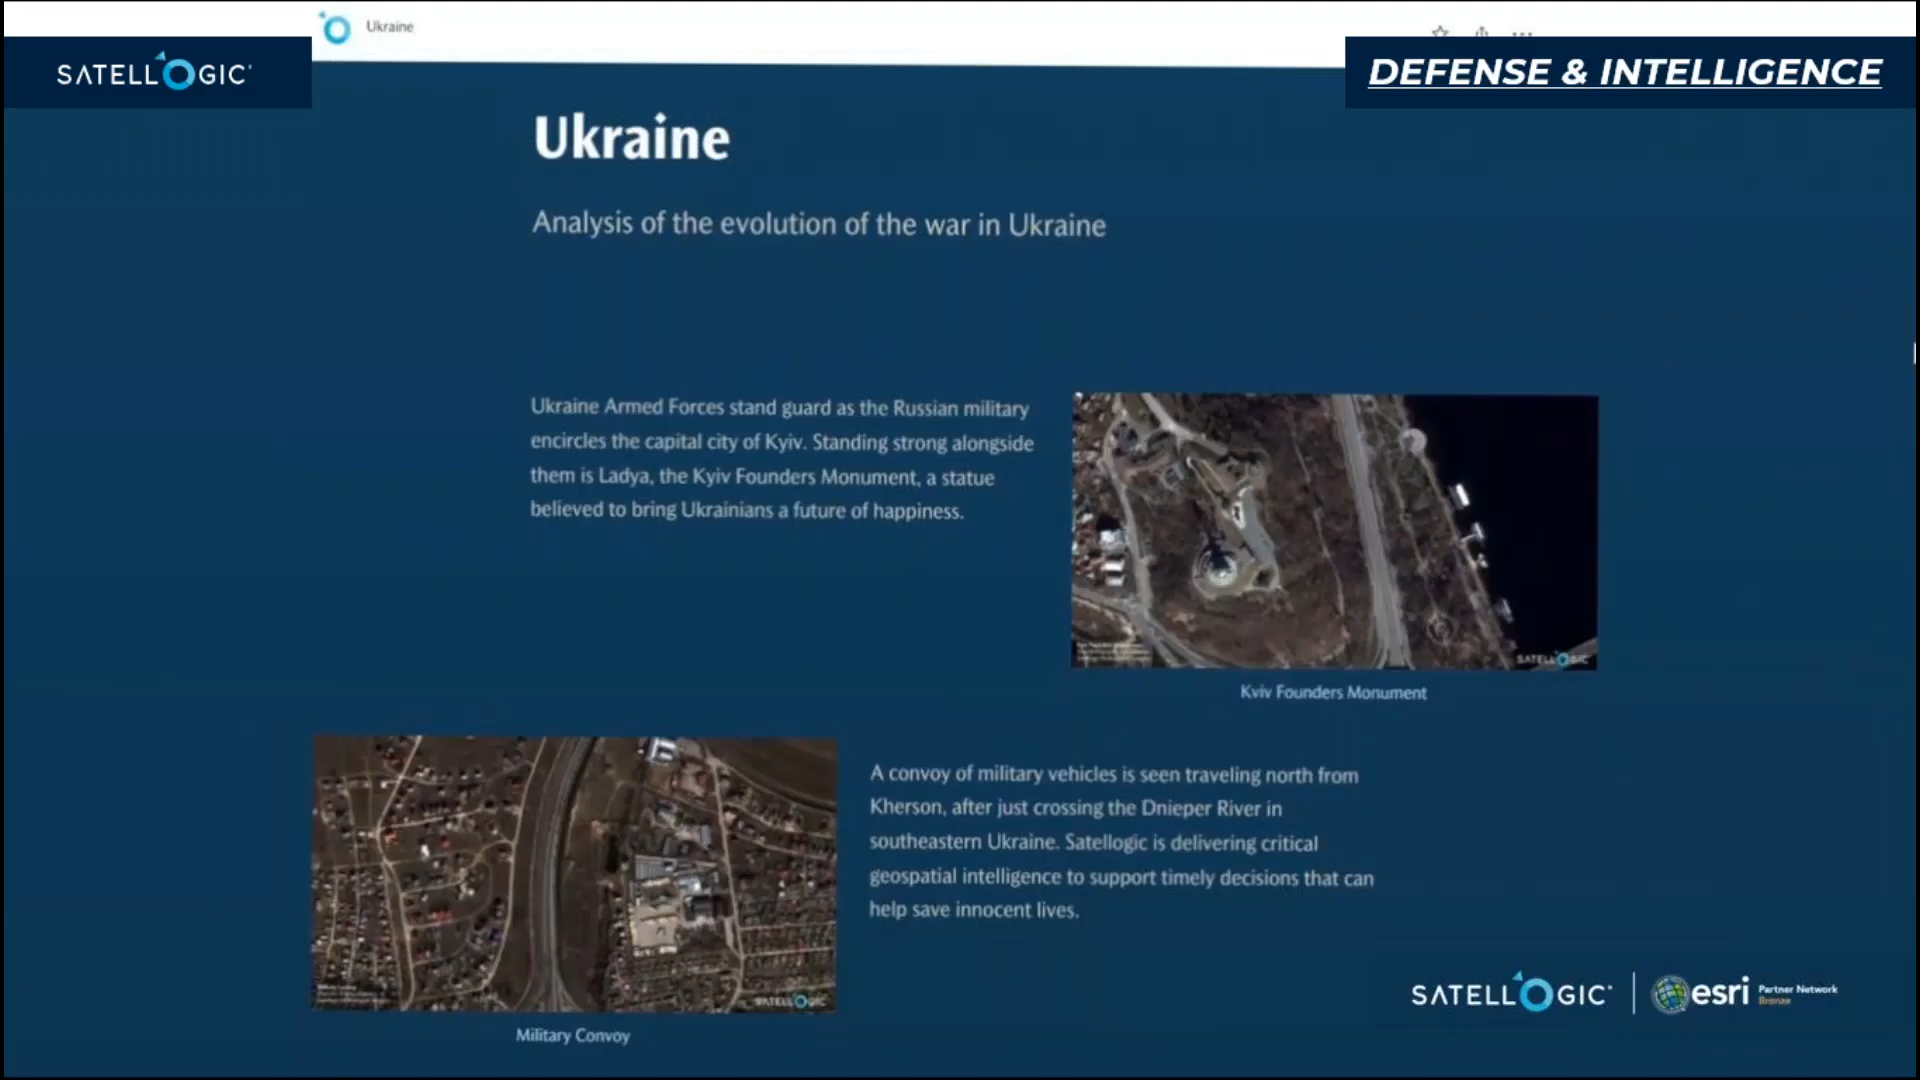 Ukraine
SATELLOGIC
DEFENSE & INTELLIGENCE
Ukraine
Analysis of the evolution of the war in Ukraine
Ukraine Armed Forces stand guard as the Russian military
encircles the capital city of Kyiv. Standing strong alongside
them is Ladya, the Kyiv Founders Monument, a statue
believed to bring Ukrainians a future of happiness.
SATELLOGIC
Kyiv Founders Monument
A convoy of military vehicles is seen traveling north from
Kherson, after just crossing the Dnieper River in
southeastern Ukraine. Satellogic is delivering critical
geospatial intelligence to support timely decisions that can
help save innocent lives.
SATELLOGIC
Military Convoy
SATELLOGIC
esri Partner Network
Bronze